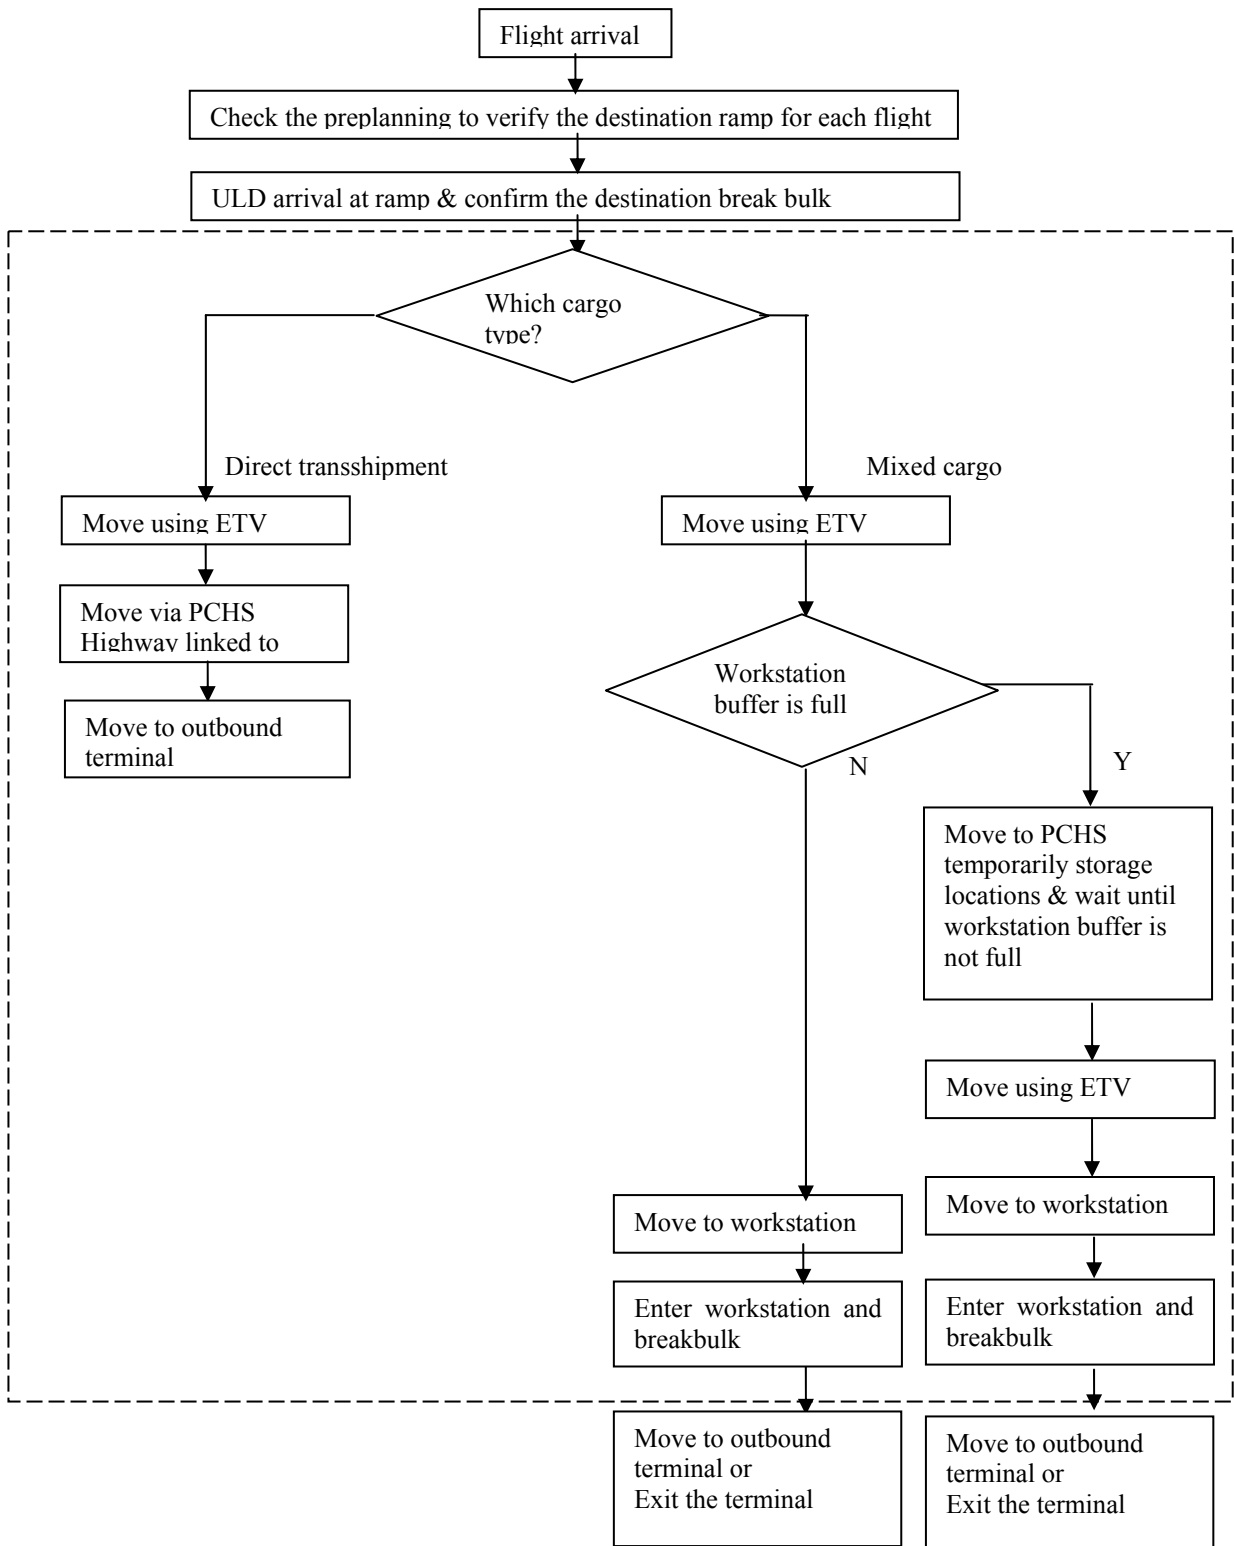 Flight arrival
Check the preplanning to verify the destination ramp for each flight
ULD arrival at ramp & confirm the destination break bulk
Which cargo
type?
Direct transshipment
Mixed cargo
Move using ETV
Move using ETV
Move via PCHS
Highway linked to
Move to outbound
terminal
Workstation
buffer is full
N
Y
Move to PCHS
temporarily storage
locations & wait until
workstation buffer is
not full
Move using ETV
Move to workstation
Move to workstation
Enter workstation and
breakbulk
Enter workstation and
breakbulk
Move to outbound
terminal or
Exit the terminal
Move to outbound
terminal or
Exit the terminal